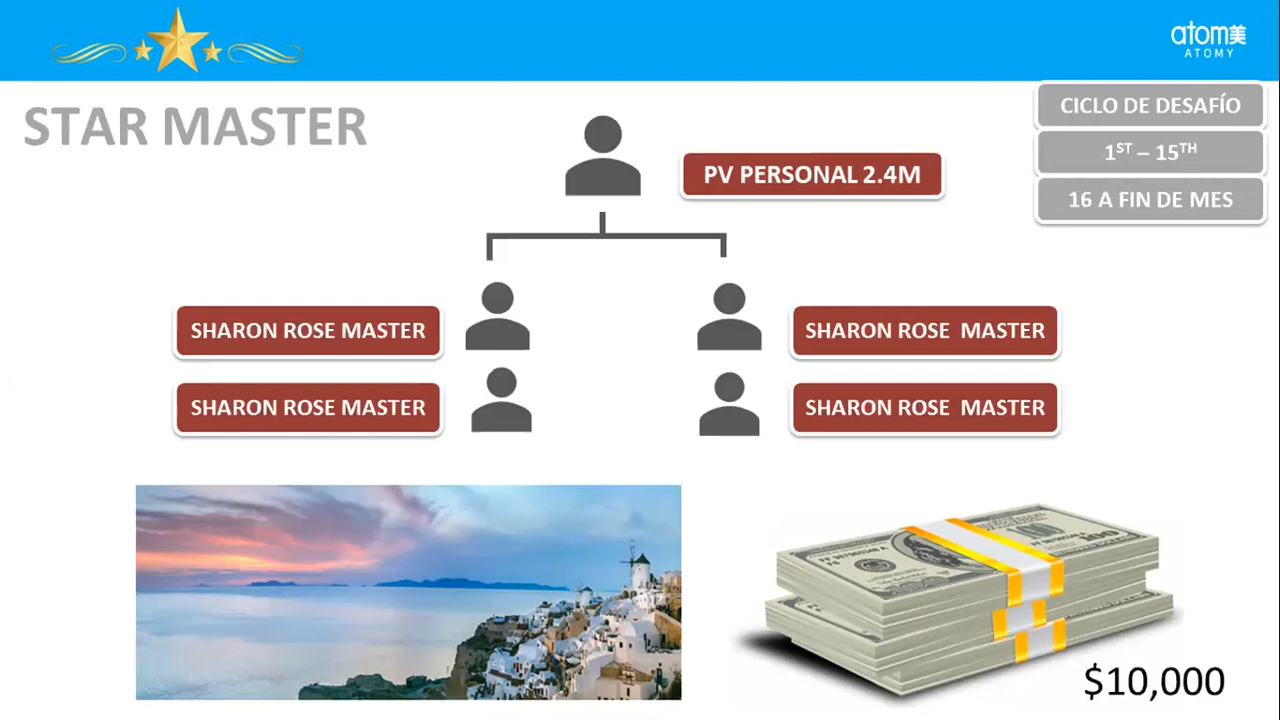 atom美
ATOMY
STAR MASTER
CICLO DE DESAFÍO
1ST – 15TH
16 A FIN DE MES
PV PERSONAL 2.4M
SHARON ROSE MASTER
SHARON ROSE MASTER
SHARON ROSE MASTER
SHARON ROSE MASTER
$10,000